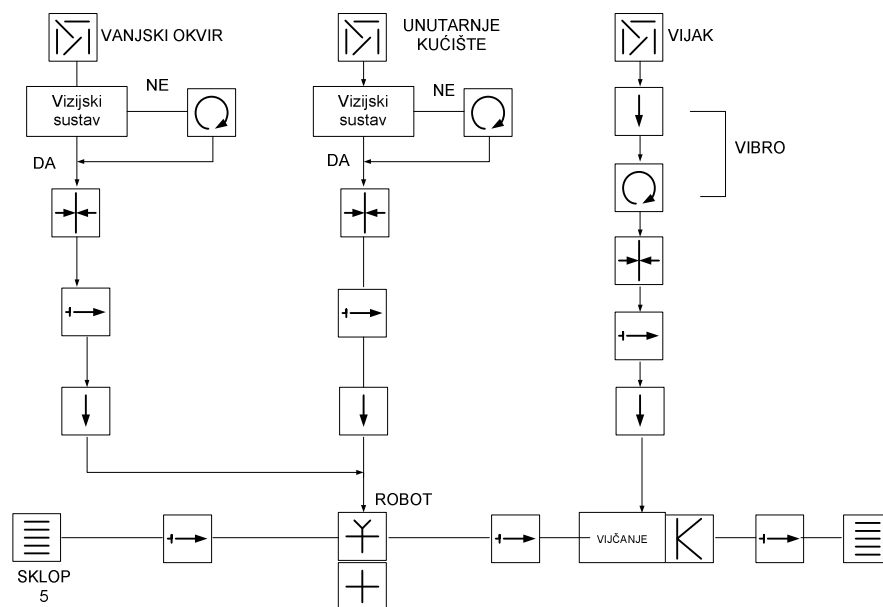 VANJSKI OKVIR
UNUTARNJE
KUĆIŠTE
VIJAK
Vizijski
sustav
NE
Vizijski
sustav
NE
VIBRO
DA
DA
ROBOT
VIJČANJE
SKLOP
5